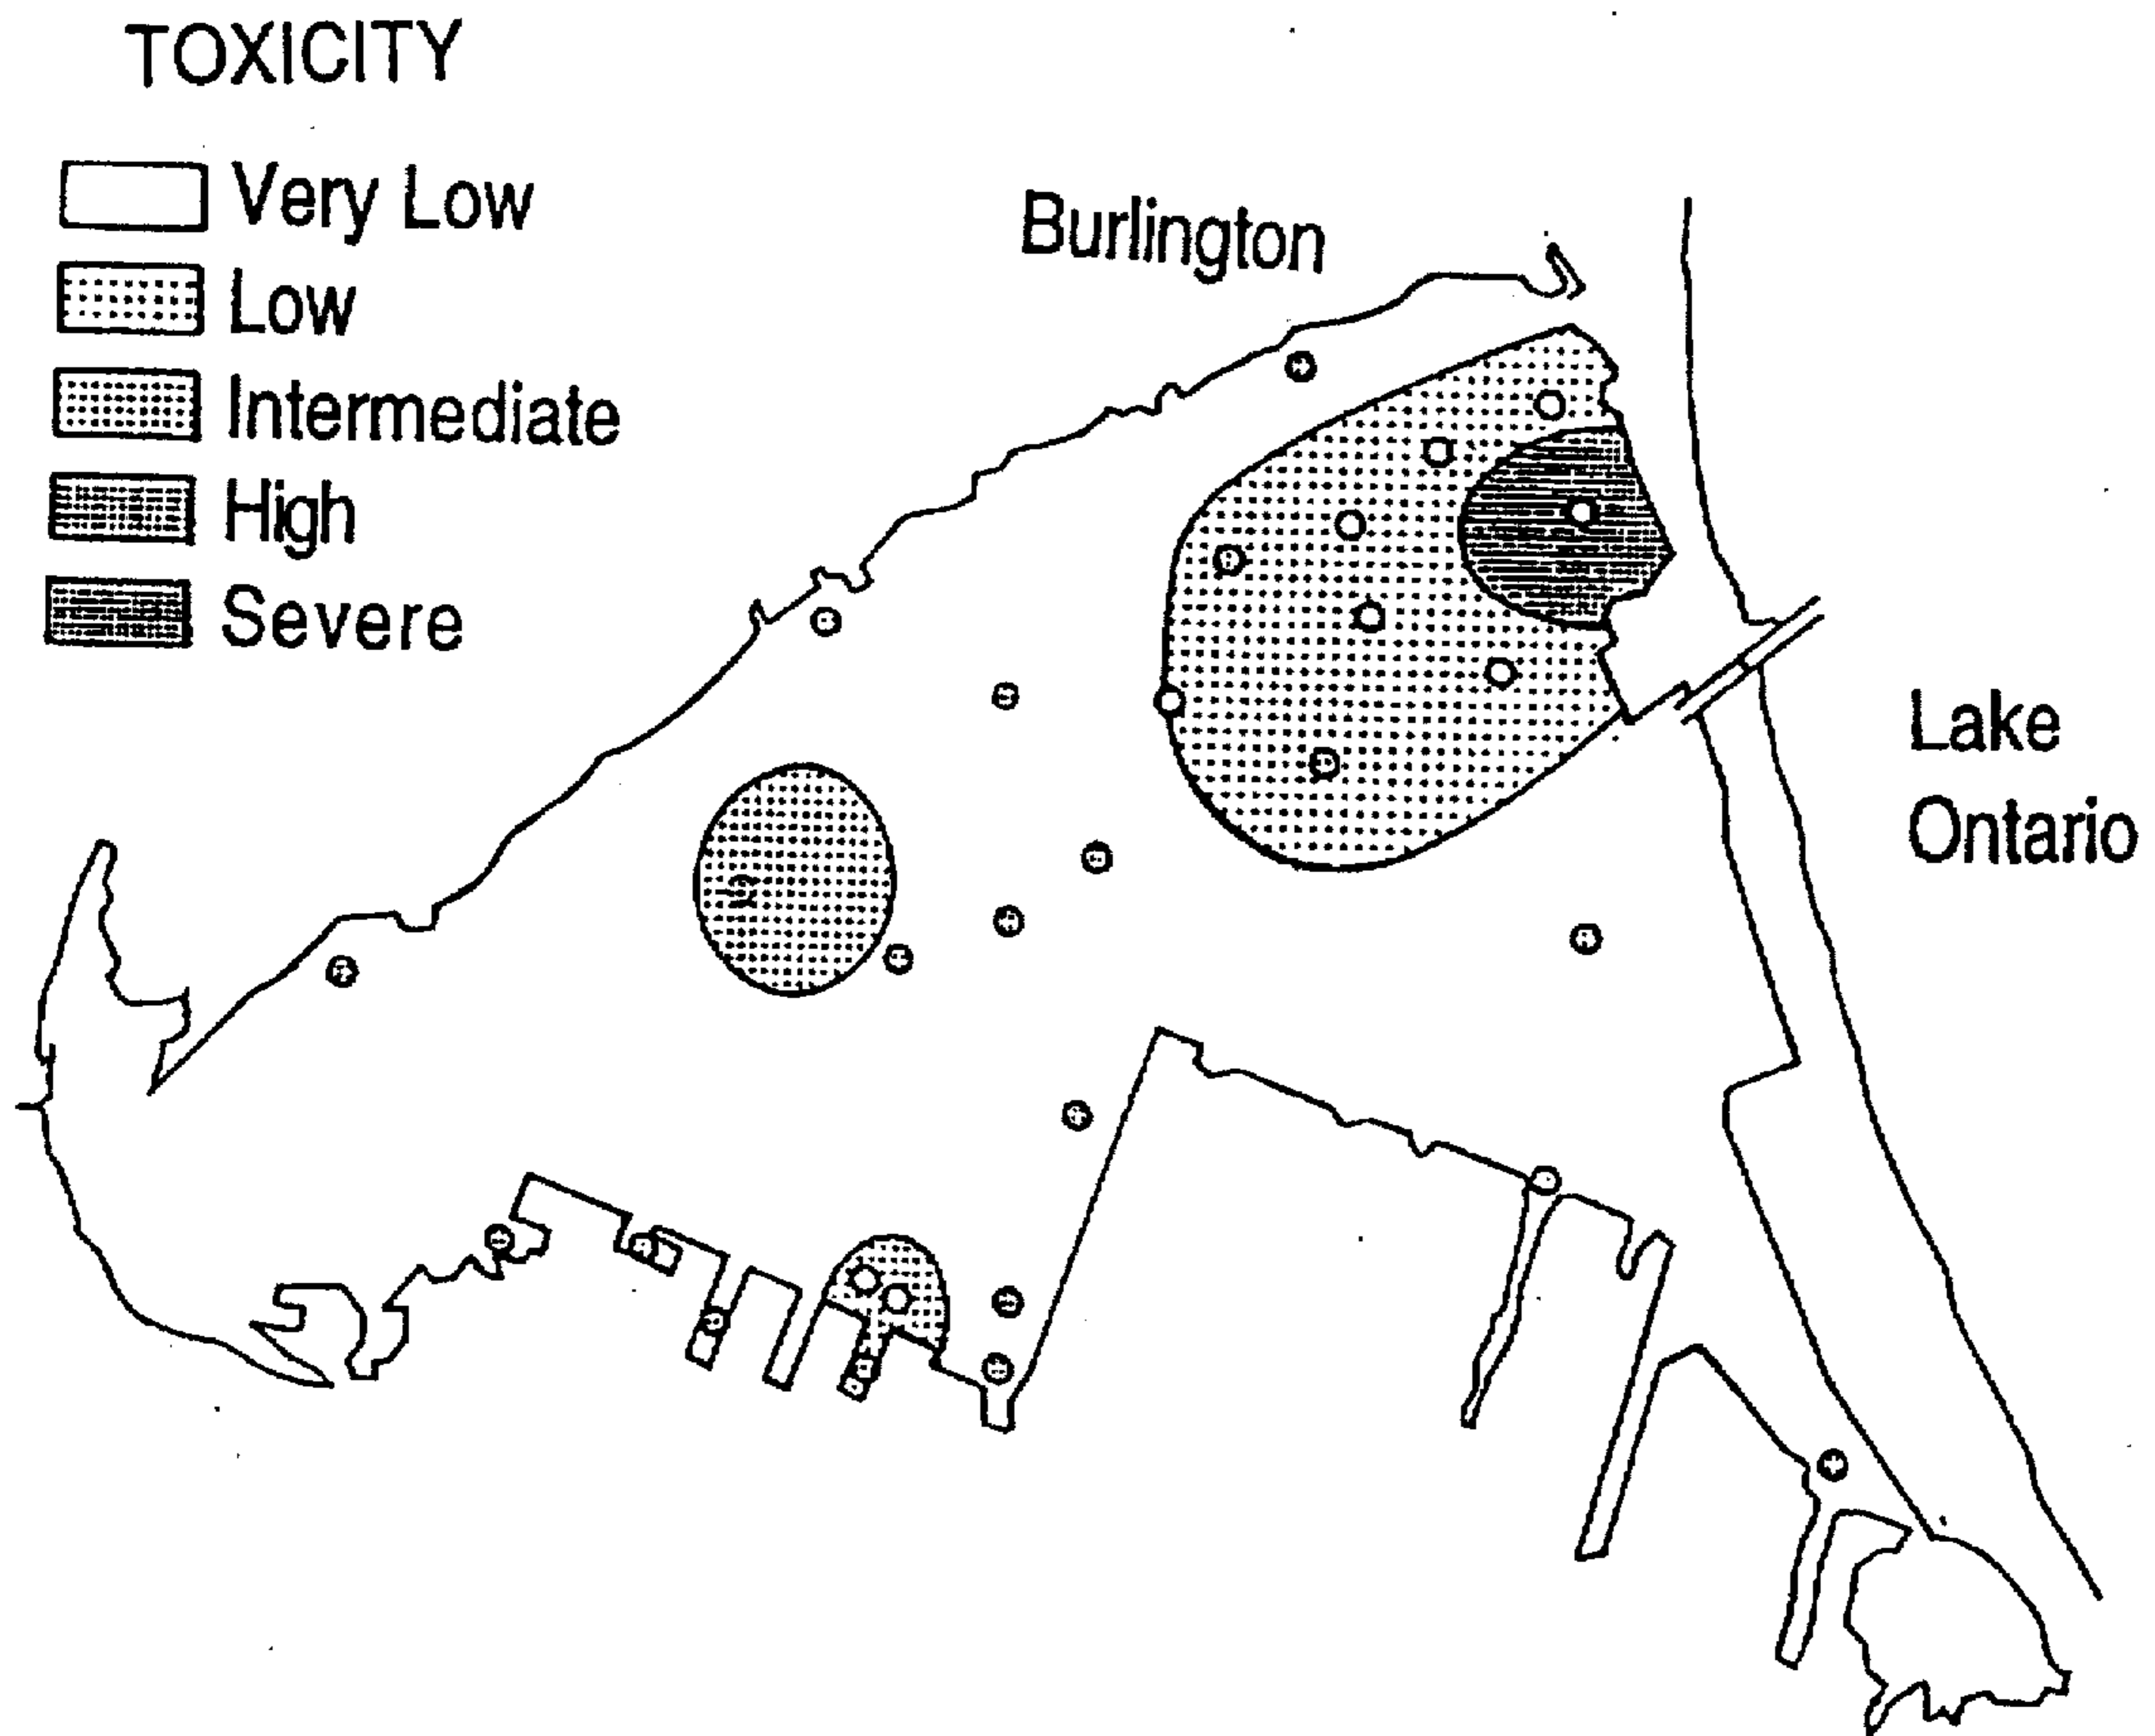 TOXICITY
Very Low
Low
Intermediate
High
Severe
Burlington
Lake
Ontario